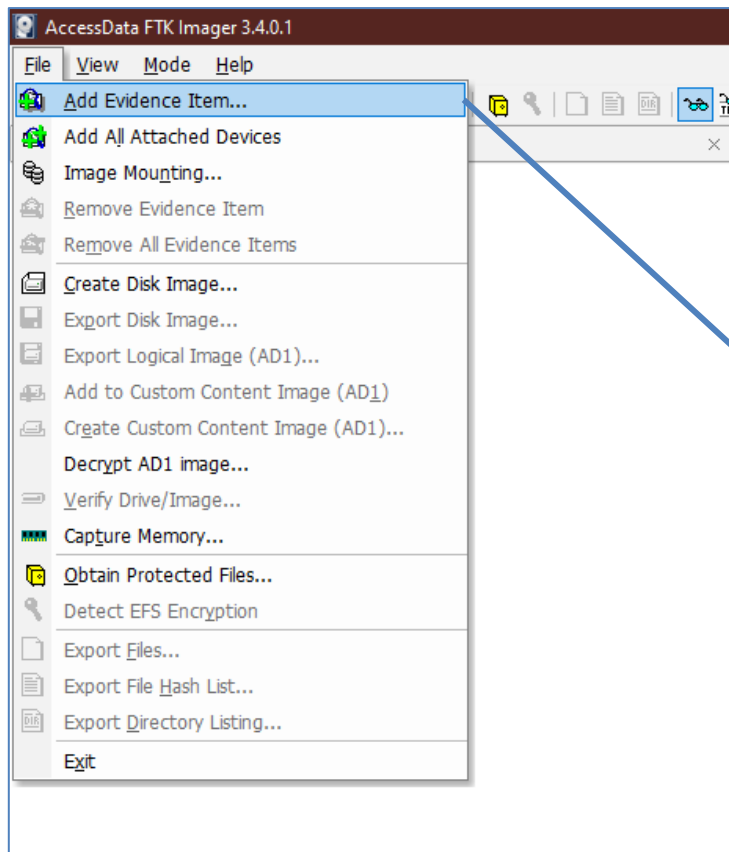 AccessData FTK Imager 3.4.0.1
File View Mode Help
Add Evidence Item...
Add All Attached Devices
Image Mounting...
Remove Evidence Item
Remove All Evidence Items
Create Disk Image...
Export Disk Image...
Export Logical Image (AD1)...
Add to Custom Content Image (AD1)
Create Custom Content Image (AD1)...
Decrypt AD1 image...
Verify Drive/Image...
Capture Memory...
Obtain Protected Files...
Detect EFS Encryption
Export Files...
Export File Hash List...
DIR Export Directory Listing...
Exit